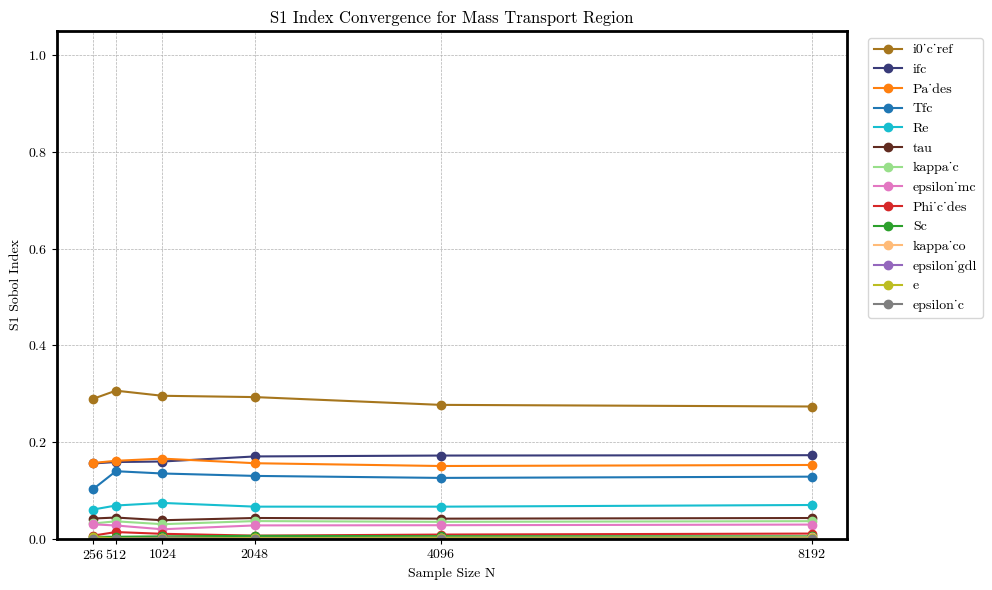 S1 Index Convergence for Mass Transport Region
S1 Sobol Index
1.0
0.8
0.6
0.4
0.2
0.0
256 512 1024 2048 4096 8192
Sample Size N
i0˙c˙ref
ifc
Pa˙des
Tfc
Re
tau
kappa˙c
epsilon˙mc
Phi˙c˙des
Sc
kappa˙co
epsilon˙gdl
e
epsilon˙c